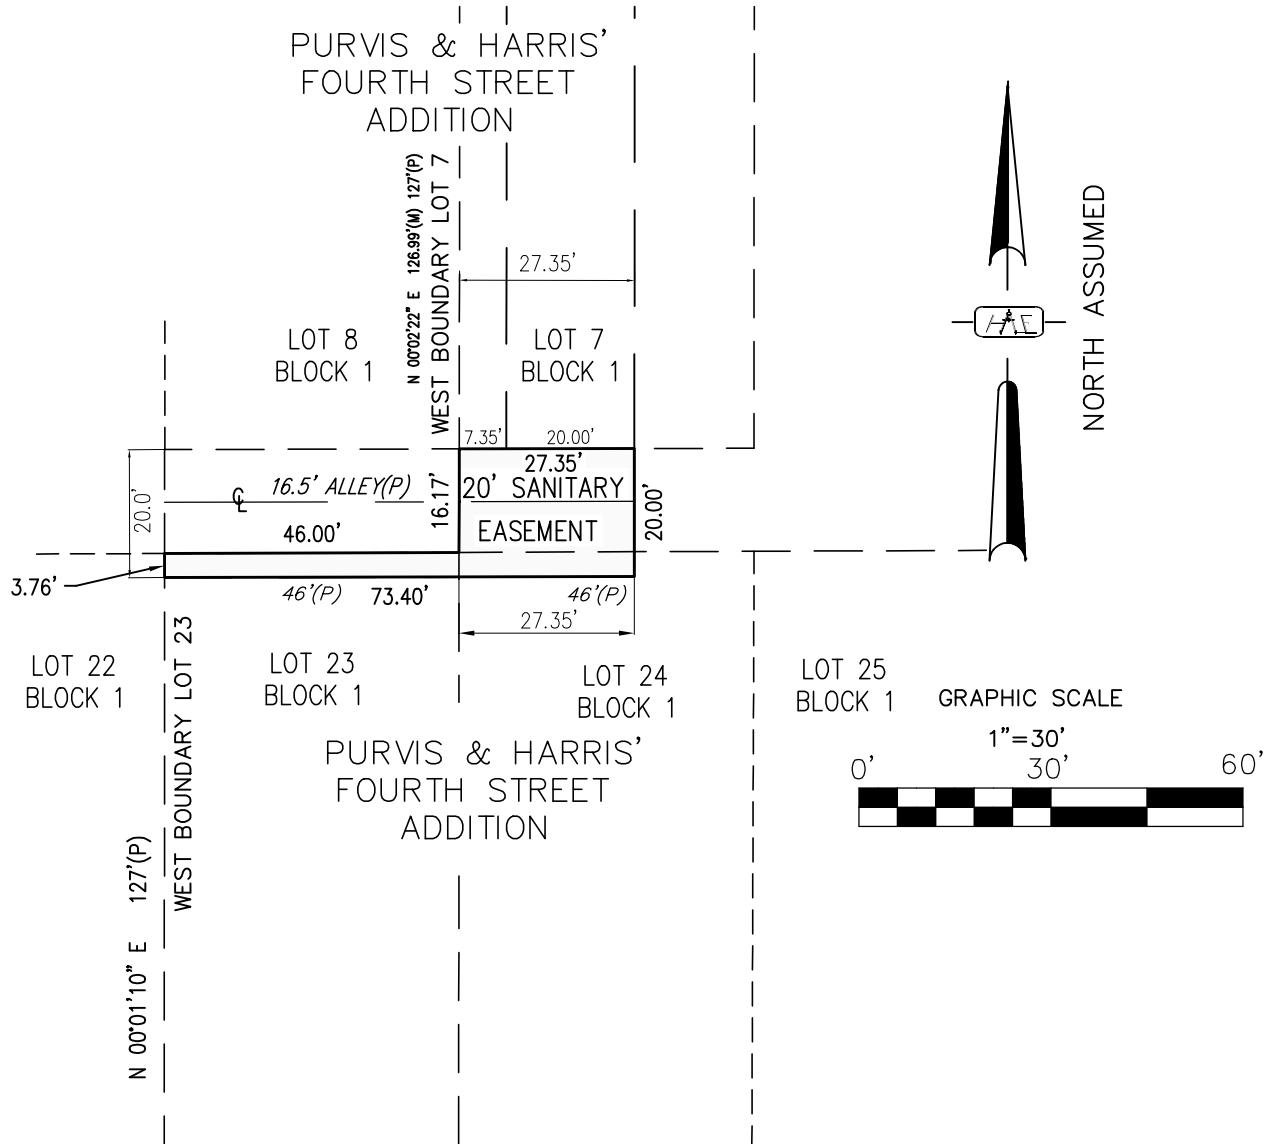 PURVIS & HARRIS'
FOURTH STREET
ADDITION
N 00°02'22" E 126.99'(M) 127'(P)
WEST BOUNDARY LOT 7
27.35'
LOT 8
BLOCK 1
LOT 7
BLOCK 1
7.35'
20.00'
27.35'
20.0'
℄
16.5' ALLEY(P)
16.17'
20' SANITARY
EASEMENT
20.00'
46.00'
3.76'
46'(P)
73.40'
46'(P)
27.35'
LOT 22
BLOCK 1
LOT 23
BLOCK 1
LOT 24
BLOCK 1
LOT 25
BLOCK 1
WEST BOUNDARY LOT 23
N 00°01'10" E 127'(P)
PURVIS & HARRIS'
FOURTH STREET
ADDITION
NORTH ASSUMED
GRAPHIC SCALE
1"=30'
0'
30'
60'